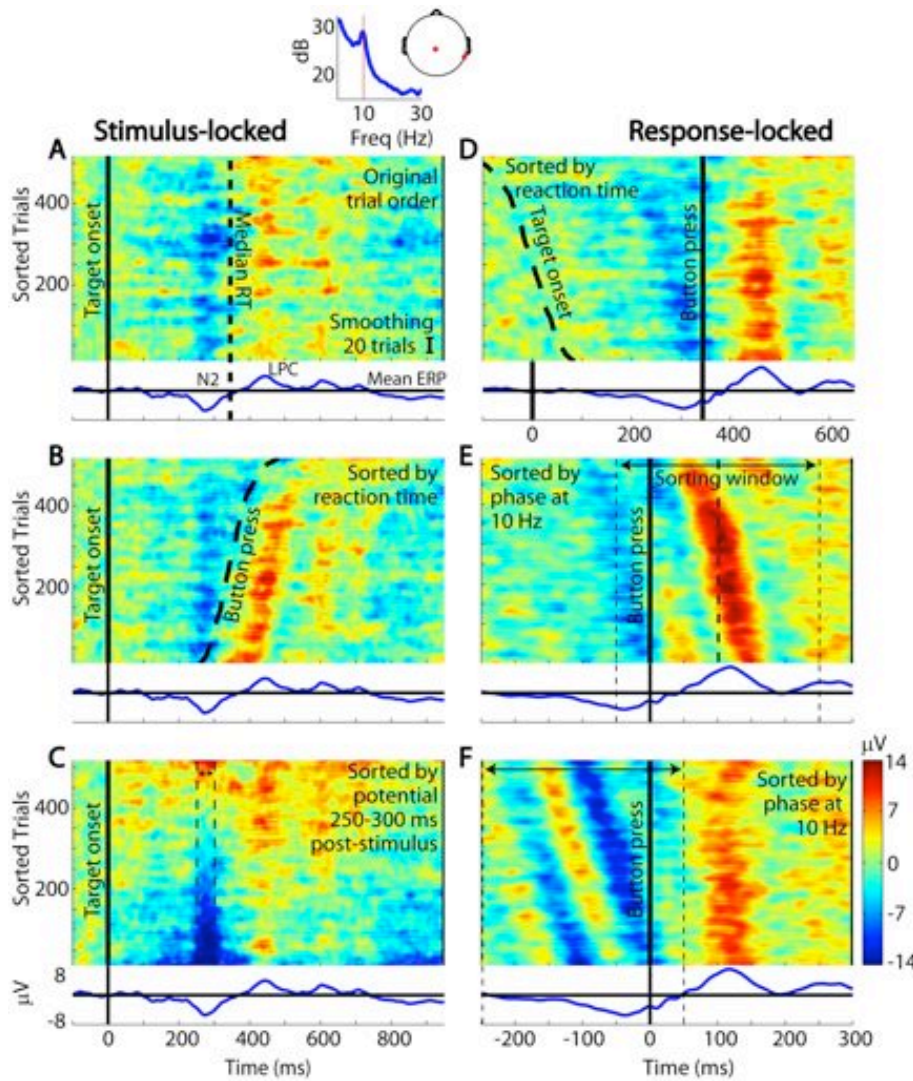 dB
30
20
10
30
Freq (Hz)
Stimulus-locked
Response-locked
A
Sorted Trials
400
200
Target onset
Original
trial order
Median RT
Smoothing
20 trials
N2
LPC
Mean ERP
D
Sorted by
reaction time
Target onset
Button press
0
200
400
600
B
Sorted Trials
400
200
Target onset
Sorted by
reaction time
Button press
E
Sorted by
phase at
10 Hz
Sorting window
Button press
C
Sorted Trials
400
200
Target onset
Sorted by
potential
250-300 ms
post-stimulus
μV
8
-8
0
200
400
600
800
Time (ms)
F
Button press
Sorted by
phase at
10 Hz
μV
14
7
0
-7
-14
-200
-100
0
100
200
300
Time (ms)